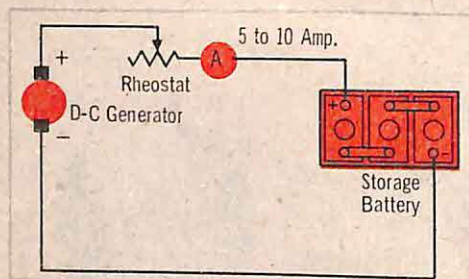 5 to 10 Amp.
+
A
Rheostat
D-C Generator
+
−
−
Storage
Battery